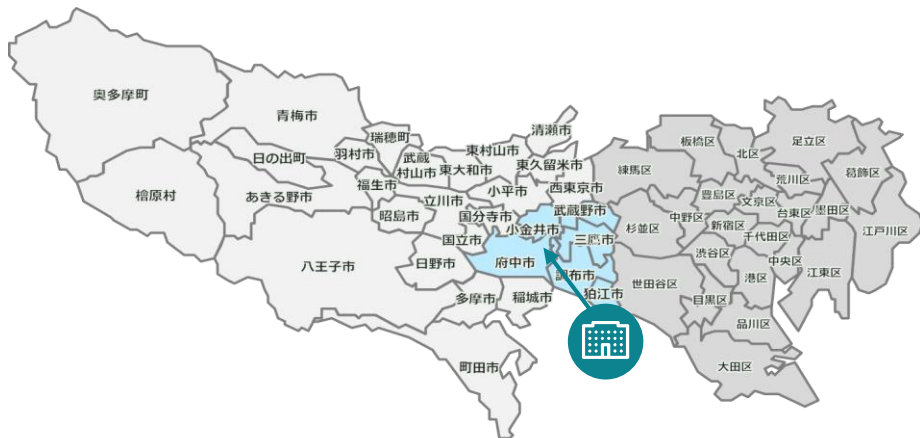 奥多摩町
青梅市
瑞穂町
羽村市
日の出町
武蔵
村山市
東大和市
東村山市
清瀬市
東久留米市
檜原村
あきる野市
福生市
昭島市
立川市
小平市
西東京市
国分寺市
小金井市
武蔵野市
国立市
三鷹市
八王子市
日野市
府中市
調布市
狛江市
多摩市
稲城市
町田市
練馬区
板橋区
北区
足立区
葛飾区
荒川区
豊島区
文京区
台東区
墨田区
江戸川区
杉並区
中野区
新宿区
千代田区
渋谷区
中央区
江東区
港区
世田谷区
目黒区
品川区
大田区